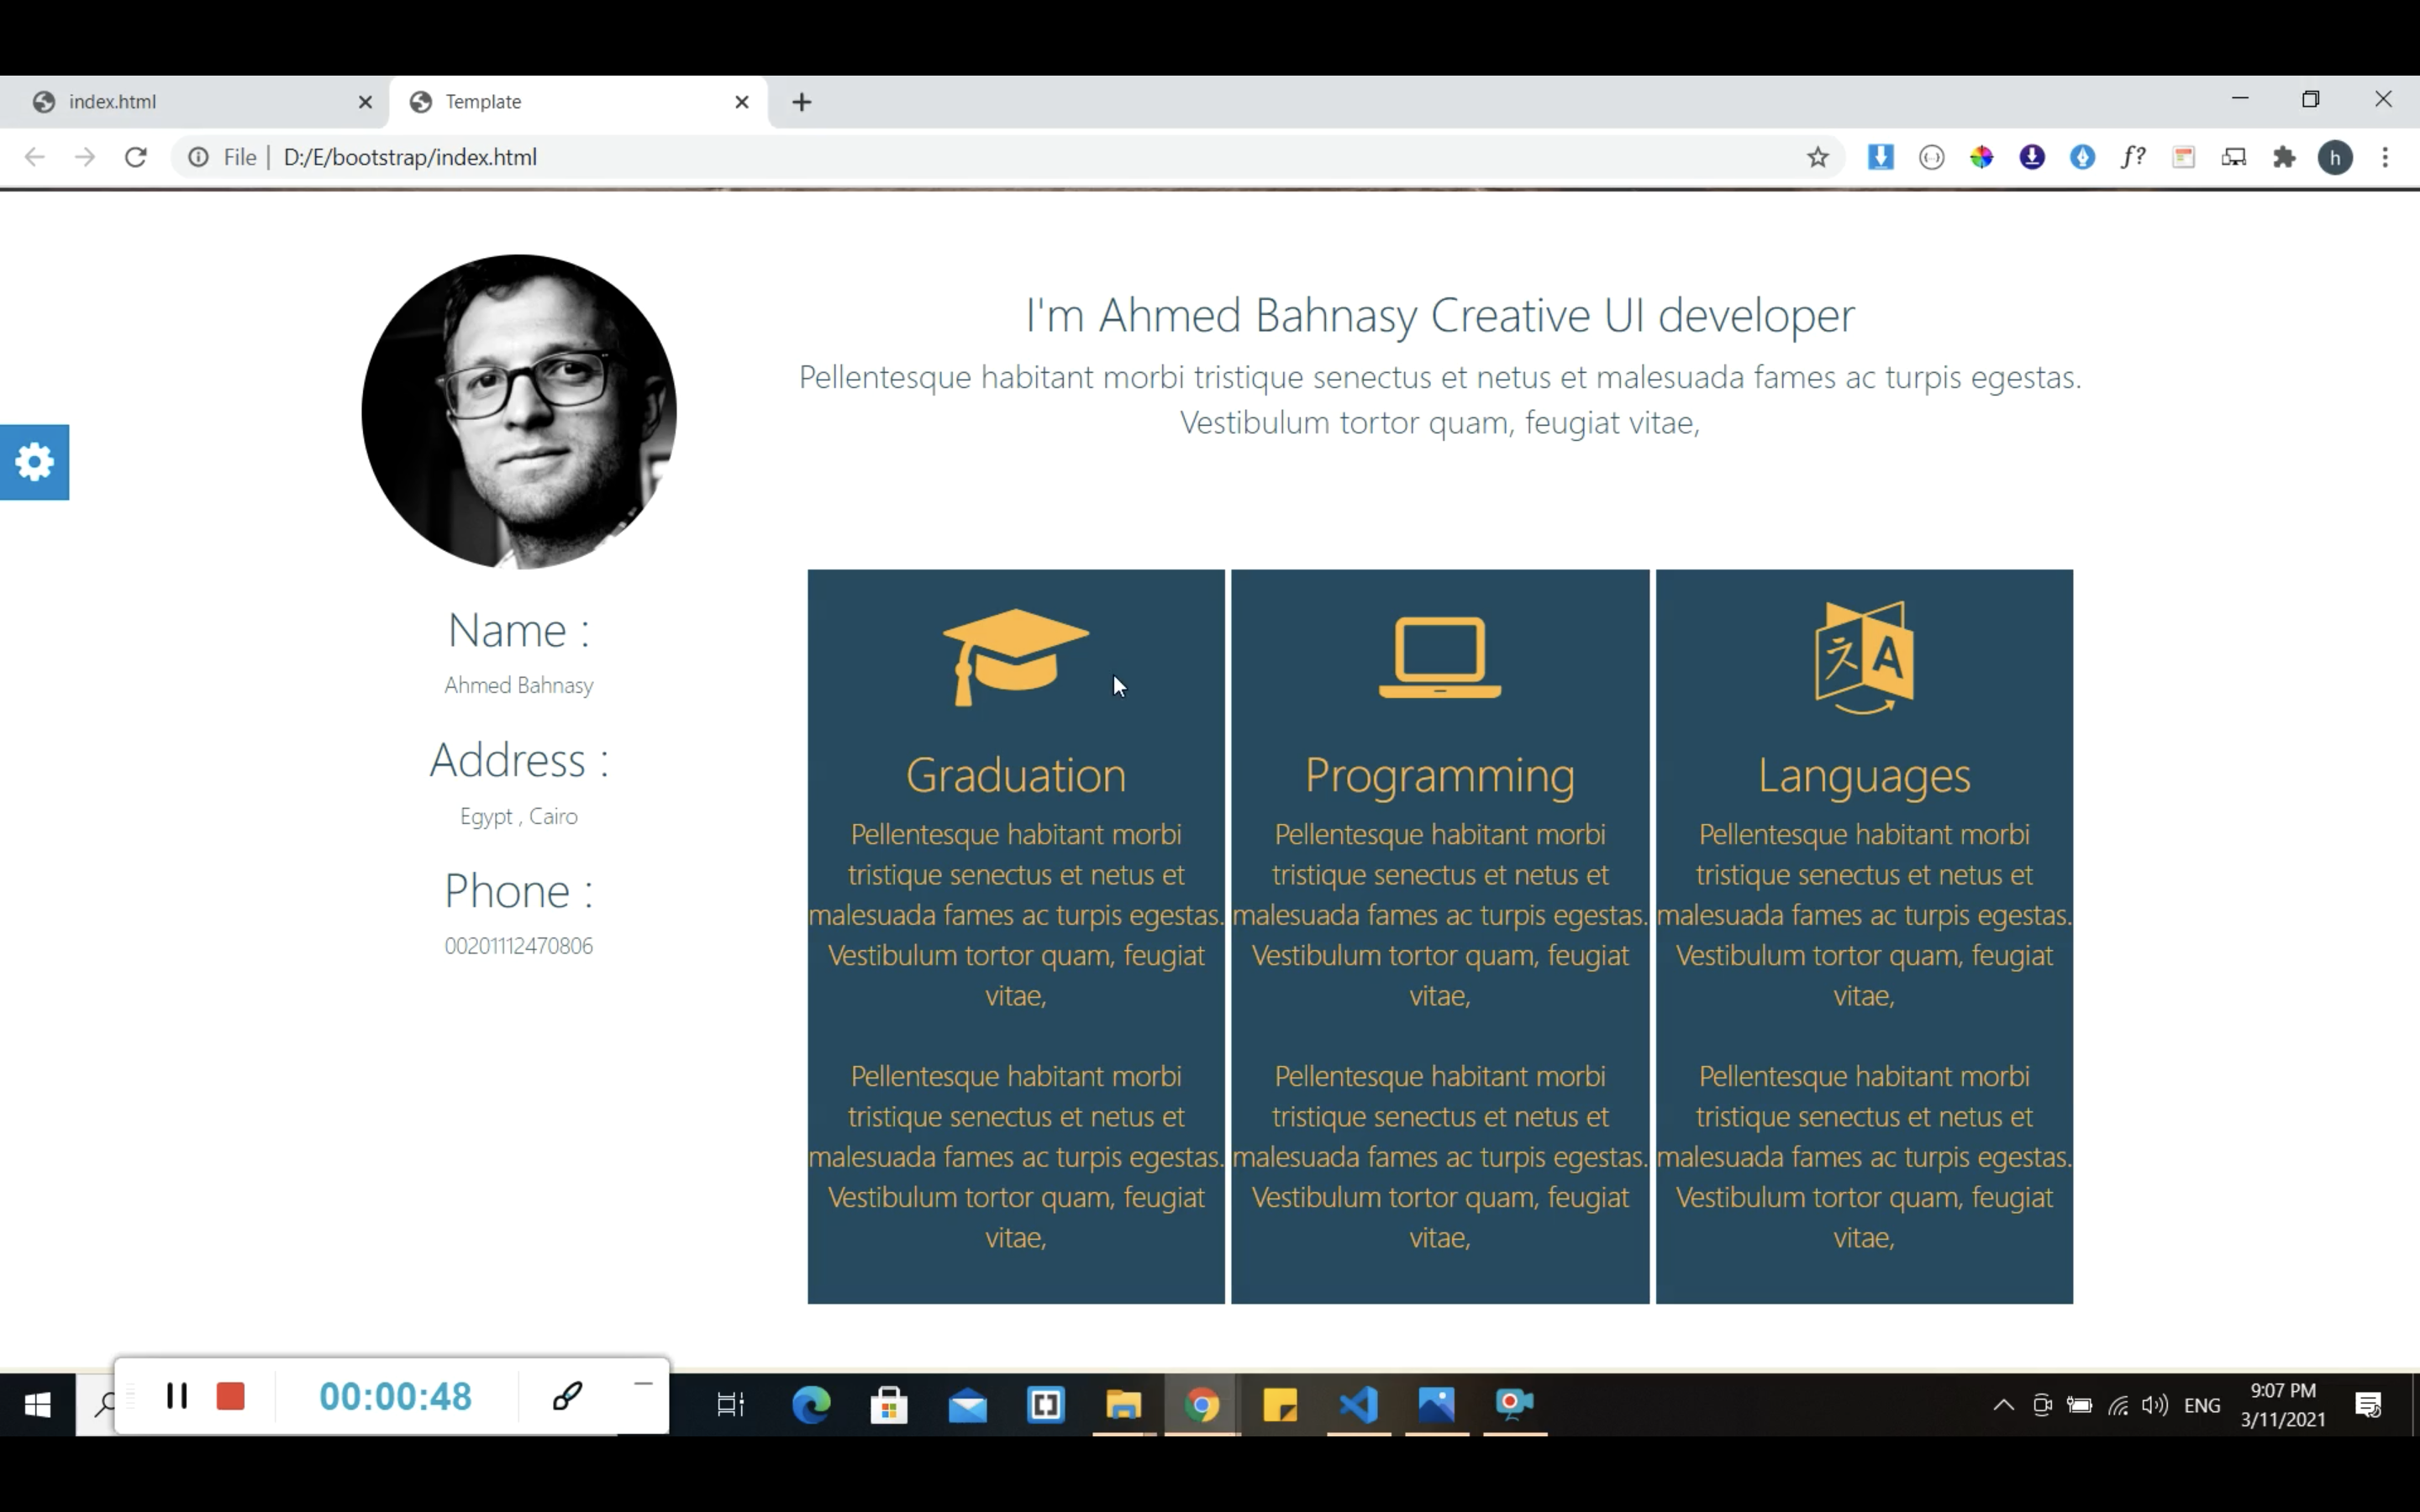 index.html
Template
File | D:/E/bootstrap/index.html
f?
h
I'm Ahmed Bahnasy Creative UI developer
Pellentesque habitant morbi tristique senectus et netus et malesuada fames ac turpis egestas.
Vestibulum tortor quam, feugiat vitae,
Name :
Ahmed Bahnasy
Address :
Egypt , Cairo
Phone :
00201112470806
Graduation
Pellentesque habitant morbi
tristique senectus et netus et
malesuada fames ac turpis egestas.
Vestibulum tortor quam, feugiat
vitae,
Pellentesque habitant morbi
tristique senectus et netus et
malesuada fames ac turpis egestas.
Vestibulum tortor quam, feugiat
vitae,
Programming
Pellentesque habitant morbi
tristique senectus et netus et
malesuada fames ac turpis egestas.
Vestibulum tortor quam, feugiat
vitae,
Pellentesque habitant morbi
tristique senectus et netus et
malesuada fames ac turpis egestas.
Vestibulum tortor quam, feugiat
vitae,
A
Languages
Pellentesque habitant morbi
tristique senectus et netus et
malesuada fames ac turpis egestas.
Vestibulum tortor quam, feugiat
vitae,
Pellentesque habitant morbi
tristique senectus et netus et
malesuada fames ac turpis egestas.
Vestibulum tortor quam, feugiat
vitae,
00:00:48
ENG
9:07 PM
3/11/2021